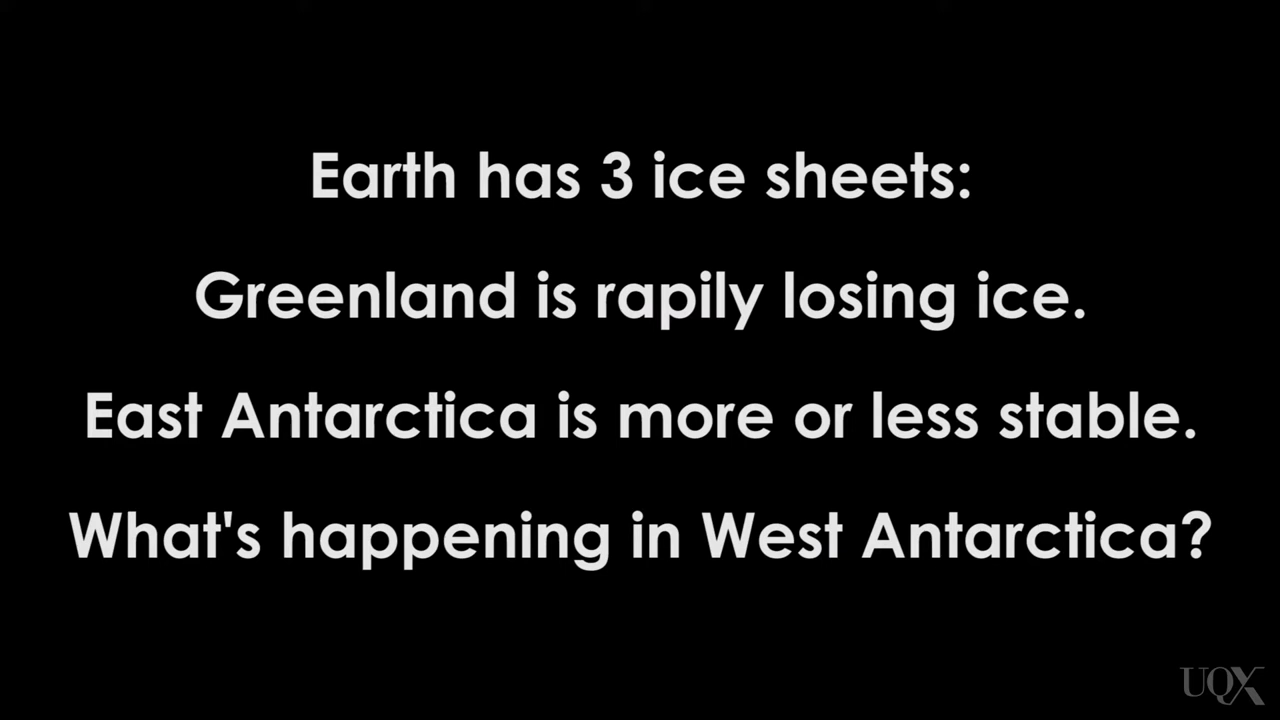 Earth has 3 ice sheets:
Greenland is rapily losing ice.
East Antarctica is more or less stable.
What's happening in West Antarctica?
UQX